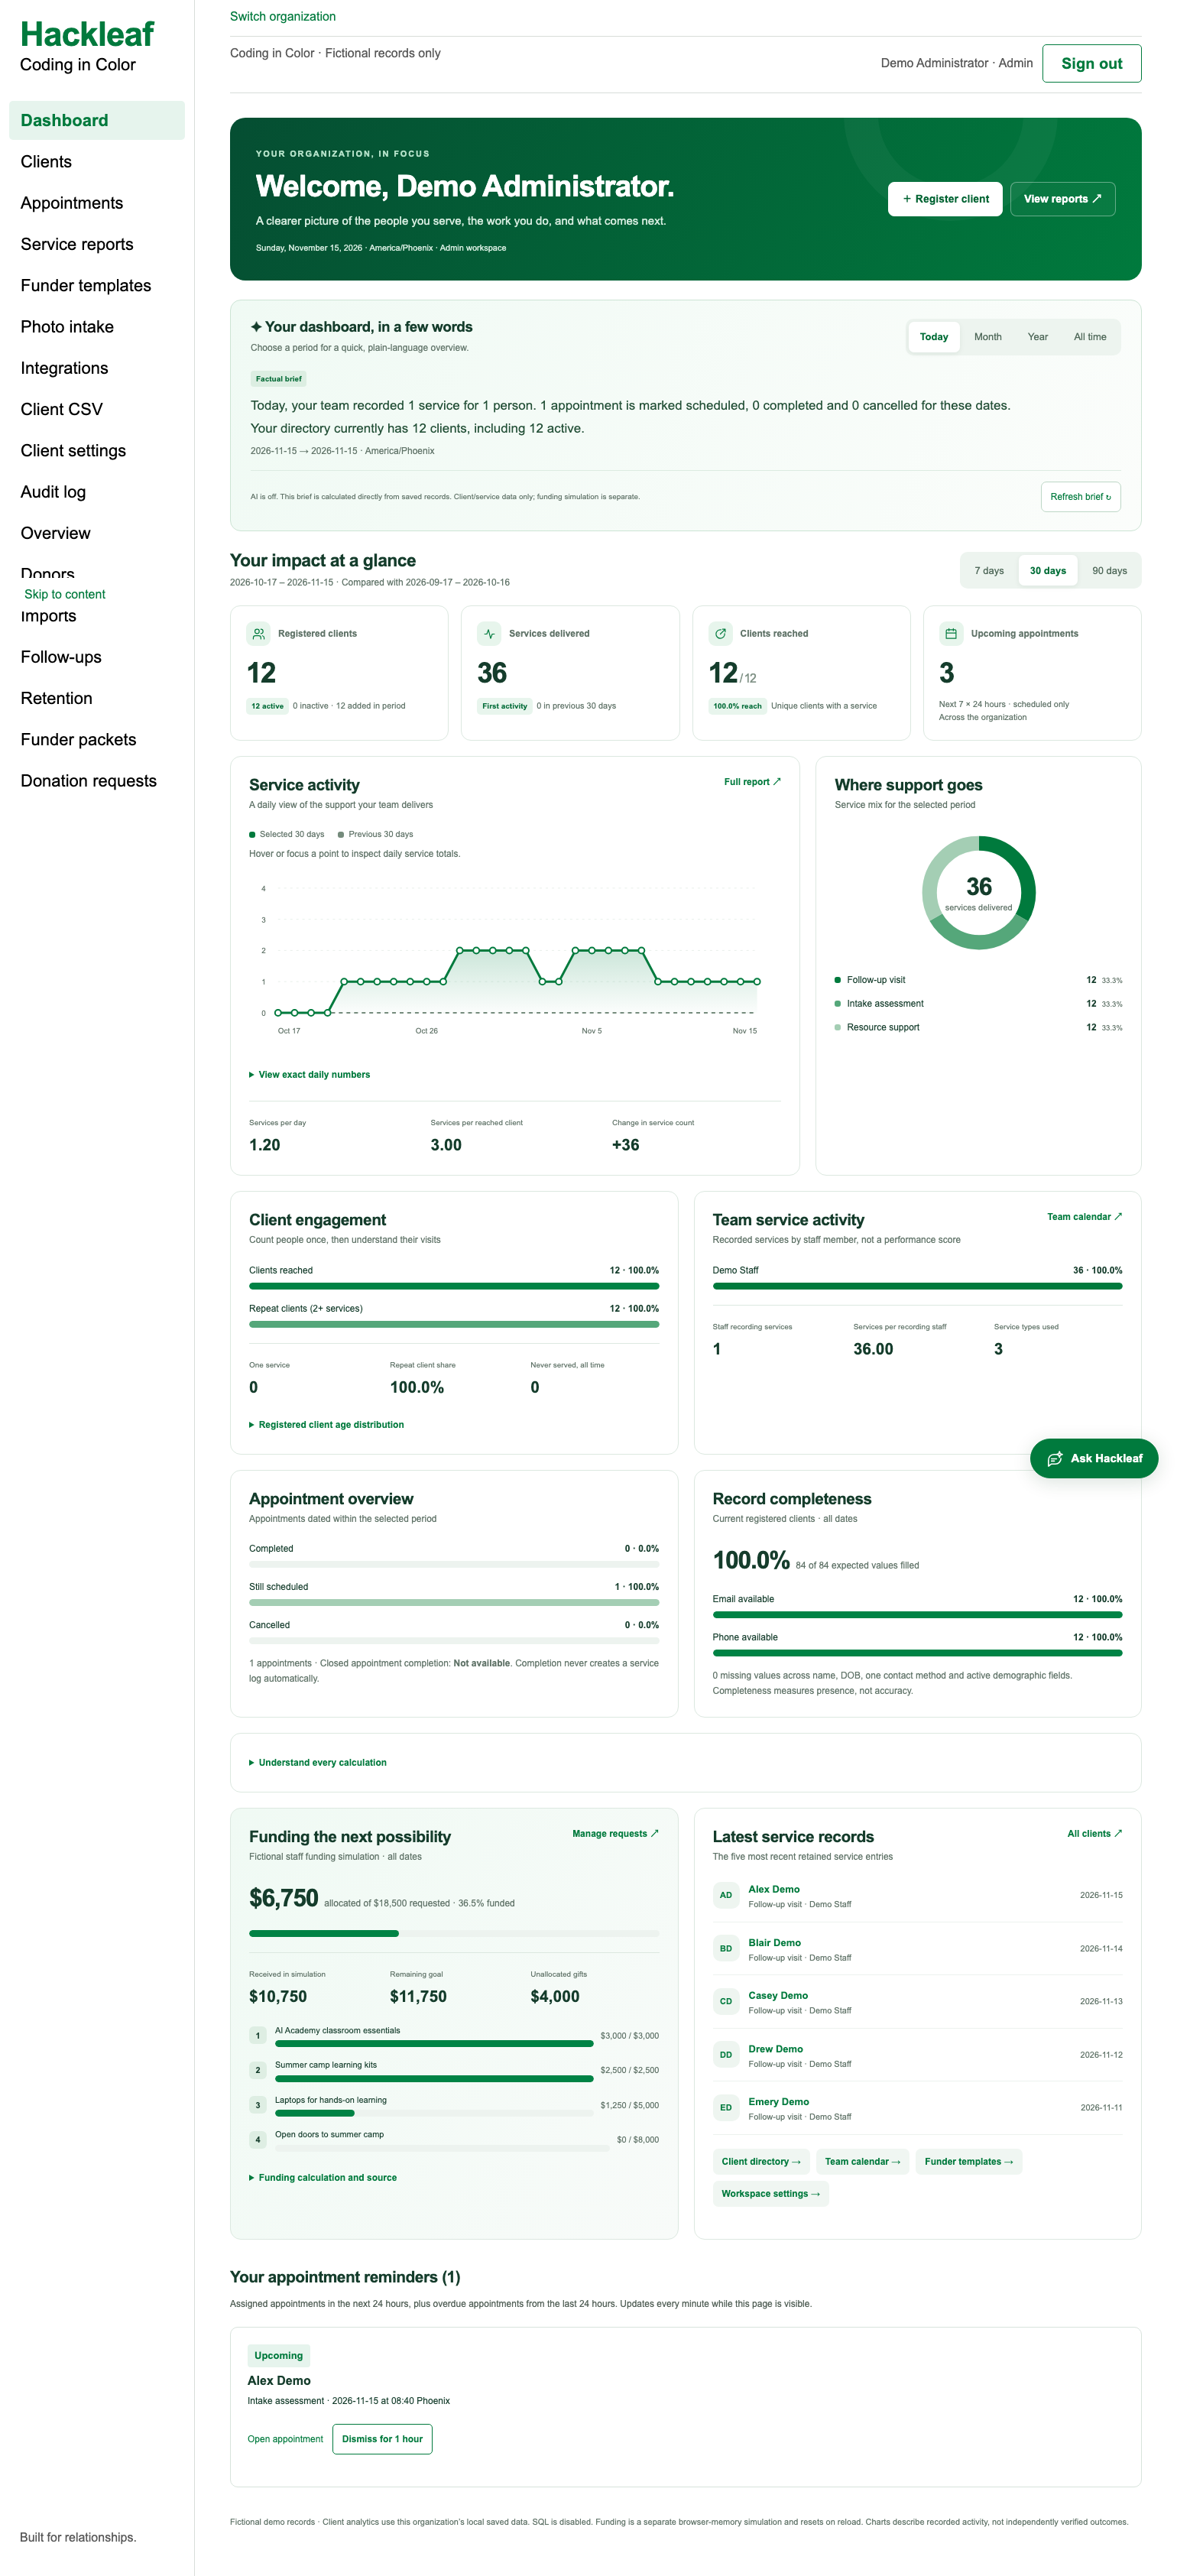 Hackleaf
Coding in Color
Dashboard
Clients
Appointments
Service reports
Funder templates
Photo intake
Integrations
Client CSV
Client settings
Audit log
Overview
Donors
Skip to content
Imports
Follow-ups
Retention
Funder packets
Donation requests
Built for relationships.
Switch organization
Coding in Color · Fictional records only
Demo Administrator · Admin
Sign out
YOUR ORGANIZATION, IN FOCUS
Welcome, Demo Administrator.
A clearer picture of the people you serve, the work you do, and what comes next.
Sunday, November 15, 2026 · America/Phoenix · Admin workspace
+ Register client
View reports ↗
✦ Your dashboard, in a few words
Choose a period for a quick, plain-language overview.
Today Month Year All time
Factual brief
Today, your team recorded 1 service for 1 person. 1 appointment is marked scheduled, 0 completed and 0 cancelled for these dates.
Your directory currently has 12 clients, including 12 active.
2026-11-15 → 2026-11-15 · America/Phoenix
AI is off. This brief is calculated directly from saved records. Client/service data only; funding simulation is separate.
Refresh brief ↻
Your impact at a glance
2026-10-17 – 2026-11-15 · Compared with 2026-09-17 – 2026-10-16
7 days 30 days 90 days
Registered clients
12
12 active 0 inactive · 12 added in period
Services delivered
36
First activity 0 in previous 30 days
Clients reached
12 / 12
100.0% reach Unique clients with a service
Upcoming appointments
3
Next 7 × 24 hours · scheduled only
Across the organization
Service activity
Full report ↗
A daily view of the support your team delivers
Selected 30 days Previous 30 days
Hover or focus a point to inspect daily service totals.
4
3
2
1
0
Oct 17 Oct 26 Nov 5 Nov 15
▶ View exact daily numbers
Services per day Services per reached client Change in service count
1.20 3.00 +36
Where support goes
Service mix for the selected period
36
services delivered
Follow-up visit 12 33.3%
Intake assessment 12 33.3%
Resource support 12 33.3%
Client engagement
Count people once, then understand their visits
Clients reached 12 · 100.0%
Repeat clients (2+ services) 12 · 100.0%
One service Repeat client share Never served, all time
0 100.0% 0
▶ Registered client age distribution
Team service activity
Team calendar ↗
Recorded services by staff member, not a performance score
Demo Staff 36 · 100.0%
Staff recording services Services per recording staff Service types used
1 36.00 3
Ask Hackleaf
Appointment overview
Appointments dated within the selected period
Completed 0 · 0.0%
Still scheduled 1 · 100.0%
Cancelled 0 · 0.0%
1 appointments · Closed appointment completion: Not available. Completion never creates a service
log automatically.
Record completeness
Current registered clients · all dates
100.0% 84 of 84 expected values filled
Email available 12 · 100.0%
Phone available 12 · 100.0%
0 missing values across name, DOB, one contact method and active demographic fields.
Completeness measures presence, not accuracy.
▶ Understand every calculation
Funding the next possibility
Manage requests ↗
Fictional staff funding simulation · all dates
$6,750 allocated of $18,500 requested · 36.5% funded
Received in simulation Remaining goal Unallocated gifts
$10,750 $11,750 $4,000
1 AI Academy classroom essentials $3,000 / $3,000
2 Summer camp learning kits $2,500 / $2,500
3 Laptops for hands-on learning $1,250 / $5,000
4 Open doors to summer camp $0 / $8,000
▶ Funding calculation and source
Latest service records
All clients ↗
The five most recent retained service entries
AD Alex Demo 2026-11-15
Follow-up visit · Demo Staff
BD Blair Demo 2026-11-14
Follow-up visit · Demo Staff
CD Casey Demo 2026-11-13
Follow-up visit · Demo Staff
DD Drew Demo 2026-11-12
Follow-up visit · Demo Staff
ED Emery Demo 2026-11-11
Follow-up visit · Demo Staff
Client directory → Team calendar → Funder templates →
Workspace settings →
Your appointment reminders (1)
Assigned appointments in the next 24 hours, plus overdue appointments from the last 24 hours. Updates every minute while this page is visible.
Upcoming
Alex Demo
Intake assessment · 2026-11-15 at 08:40 Phoenix
Open appointment Dismiss for 1 hour
Fictional demo records · Client analytics use this organization's local saved data. SQL is disabled. Funding is a separate browser-memory simulation and resets on reload. Charts describe recorded activity, not independently verified outcomes.